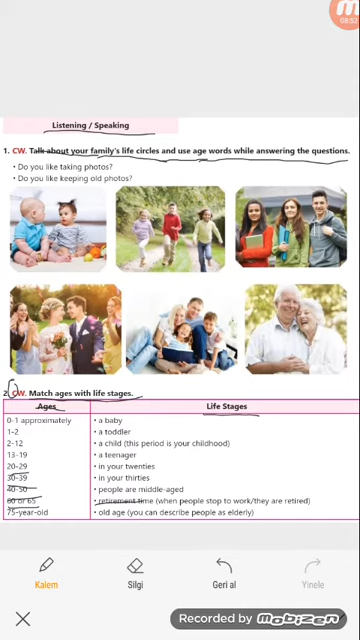 08:52
Listening / Speaking
1. CW. Talk about your family's life circles and use age words while answering the questions.
• Do you like taking photos?
• Do you like keeping old photos?
2. CW. Match ages with life stages.
Ages Life Stages
0-1 approximately • a baby
1-2 • a toddler
2-12 • a child (this period is your childhood)
13-19 • a teenager
20-29 • in your twenties
30-39 • in your thirties
40-50 • people are middle-aged
60 or 65 • retirement time (when people stop to work/they are retired)
75-year-old • old age (you can describe people as elderly)
Kalem Silgi Geri al Yinele
Recorded by MOBIZEN